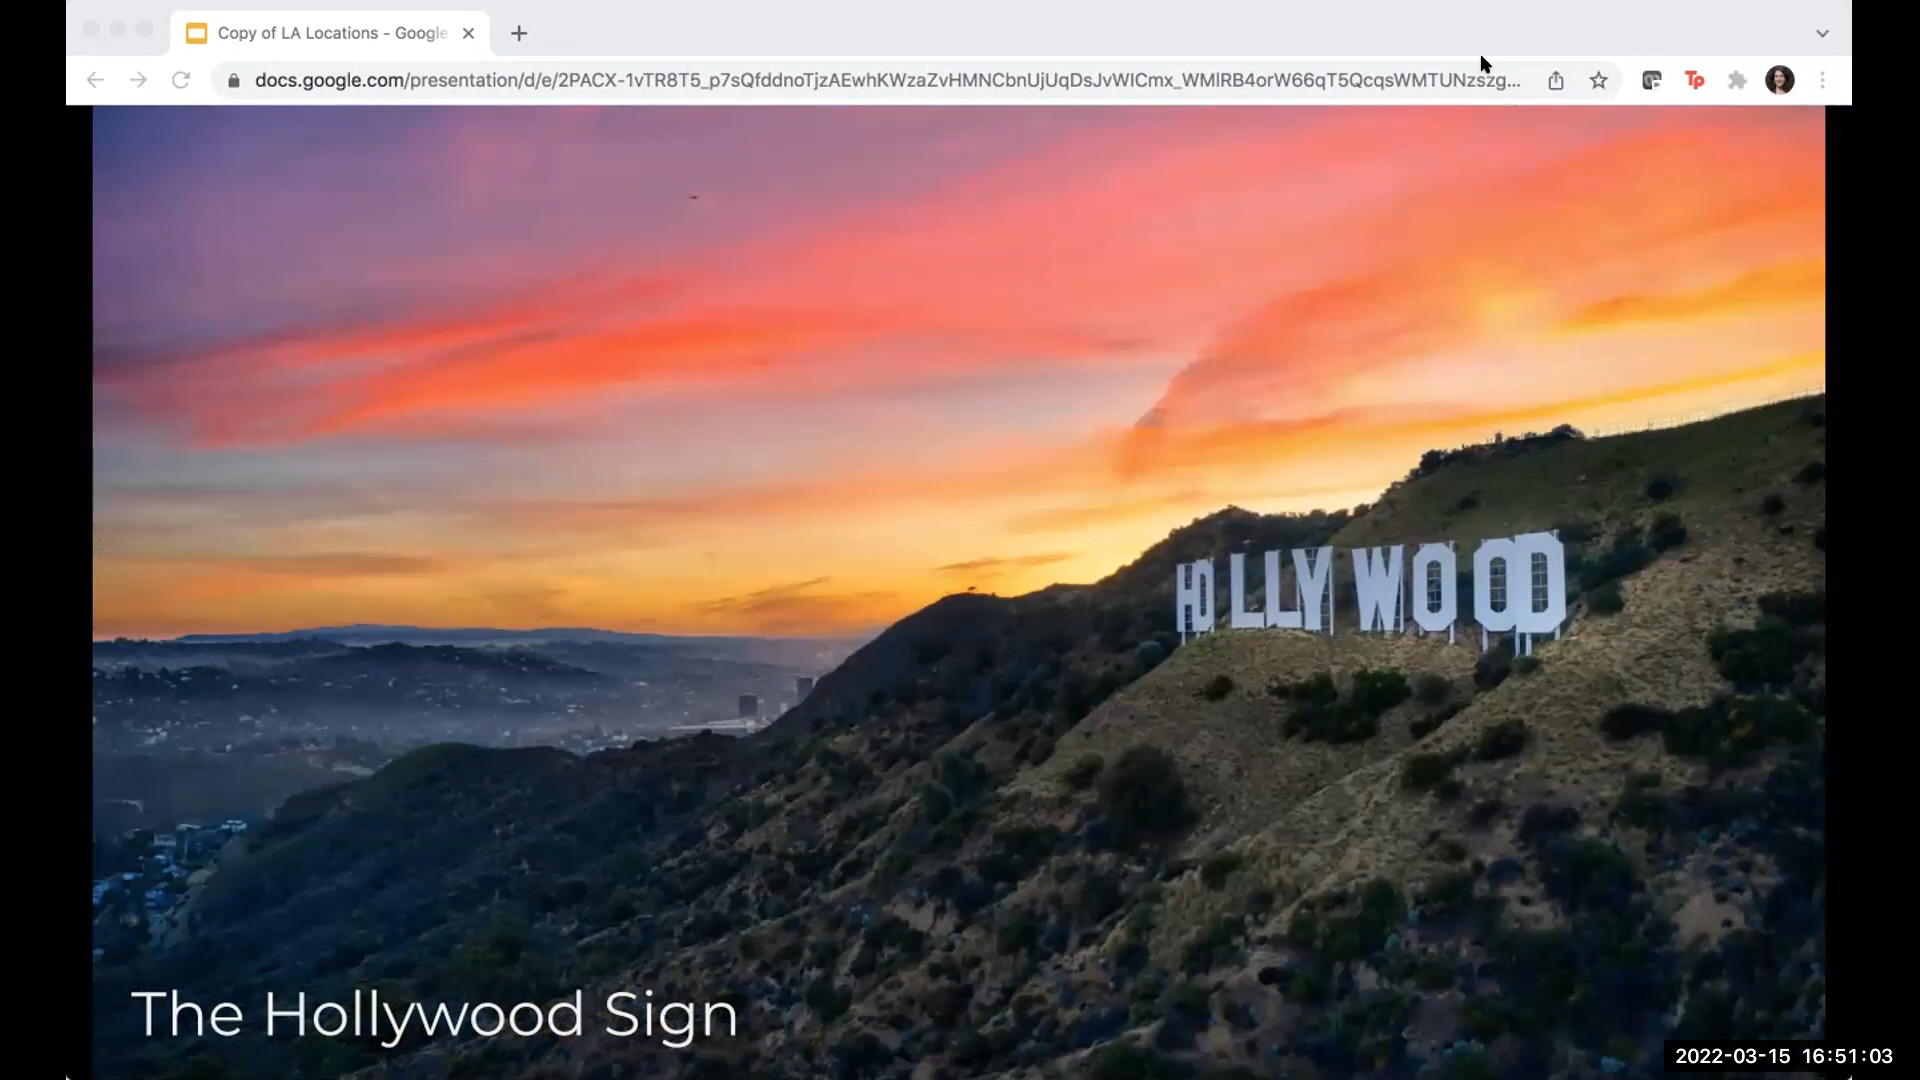 Copy of LA Locations - Google
docs.google.com/presentation/d/e/2PACX-1vTR8T5_p7sQfddnoTjzAEwhKWzaZvHMNCbnUjUqDsJvWICmx_WMlRB4orW66qT5QcqsWMTUNzszg...
Tp
HOLLYWOOD
The Hollywood Sign
2022-03-15 16:51:03